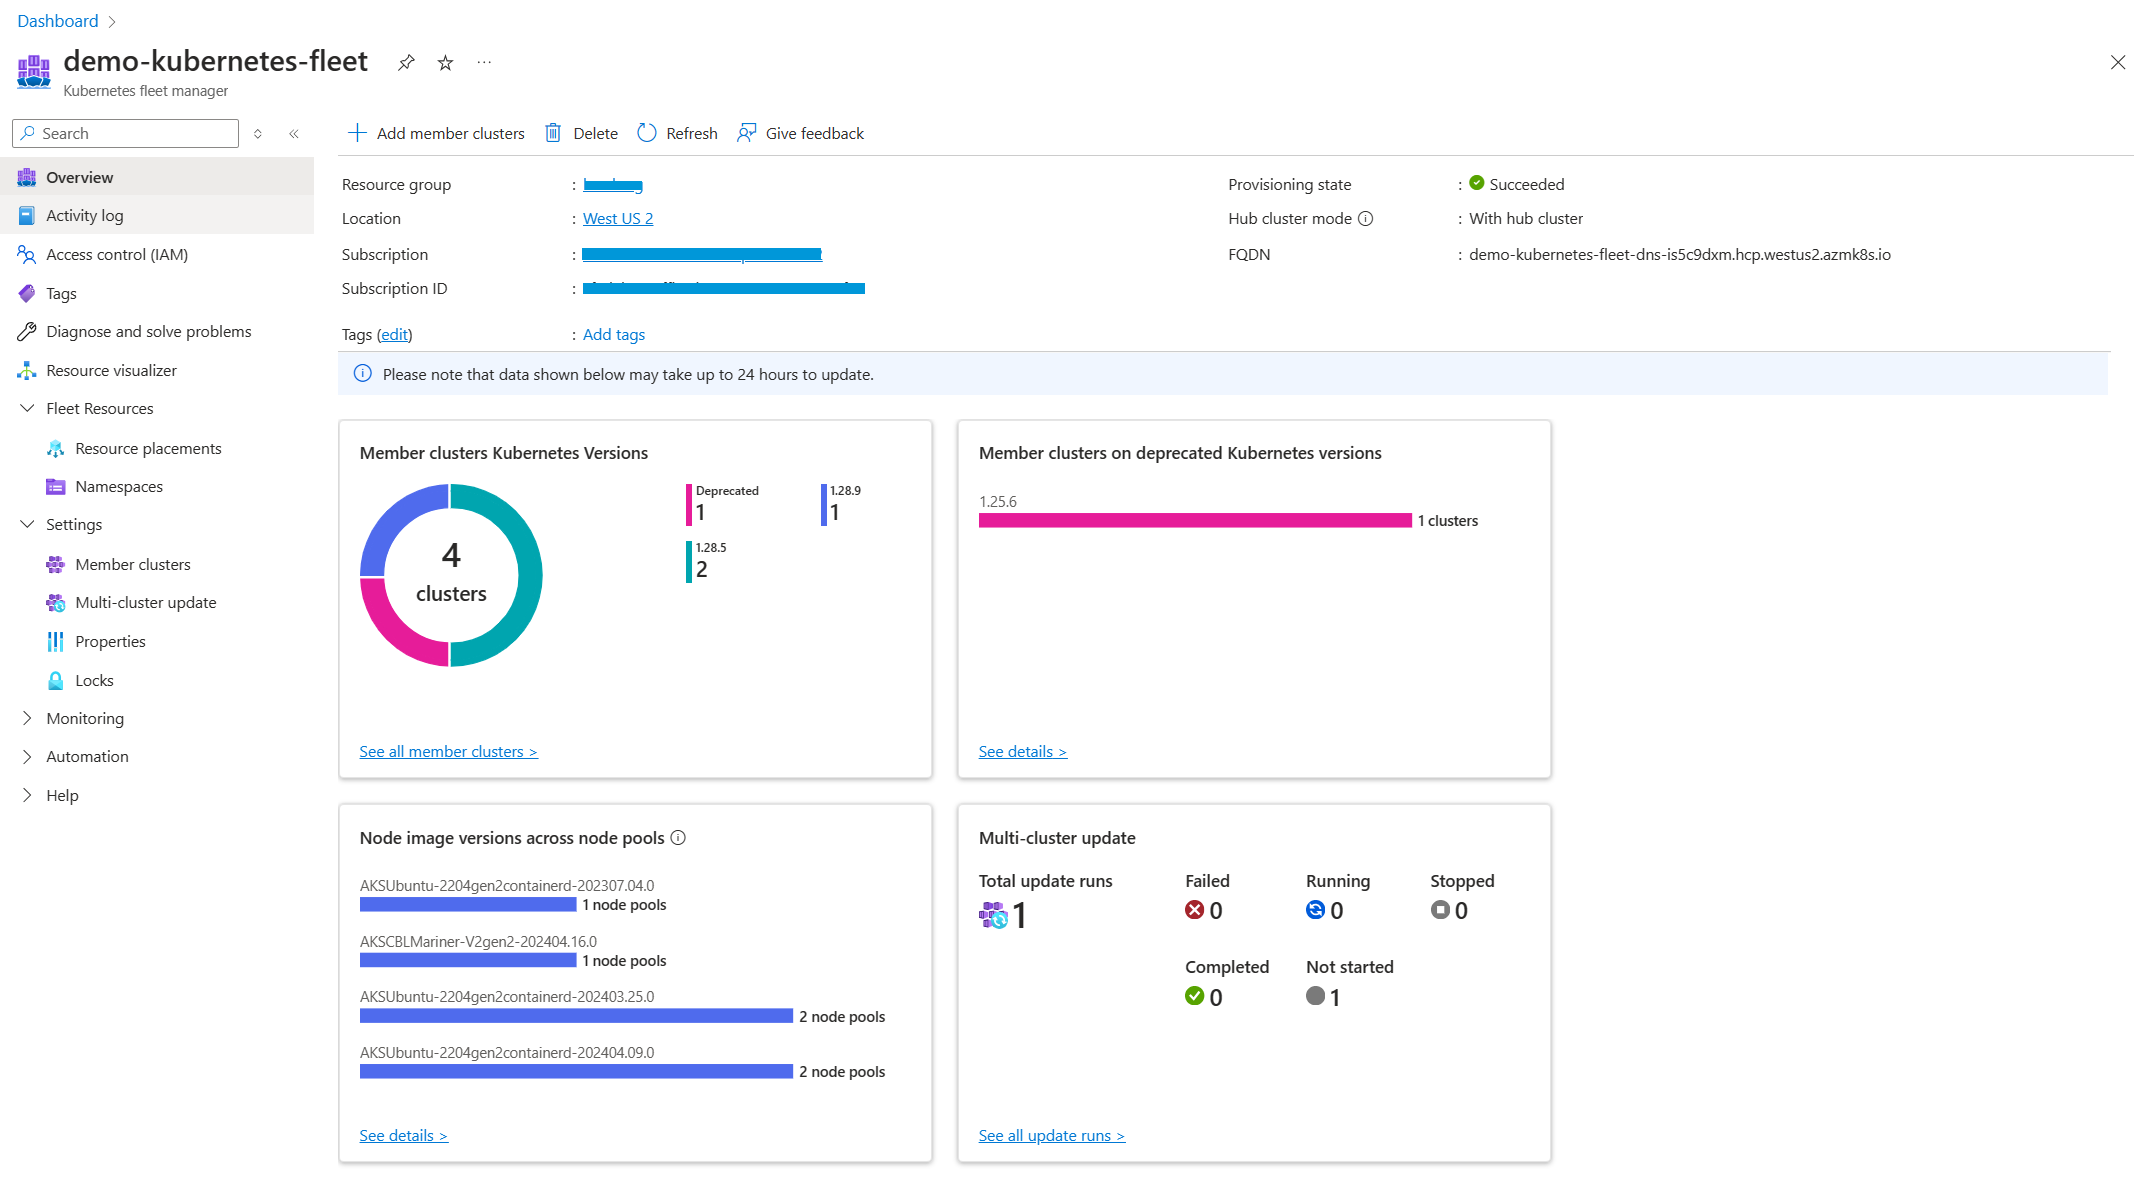 Dashboard
demo-kubernetes-fleet
Kubernetes fleet manager
Search
Overview
Activity log
Access control (IAM)
Tags
Diagnose and solve problems
Resource visualizer
Fleet Resources
Resource placements
Namespaces
Settings
Member clusters
Multi-cluster update
Properties
Locks
Monitoring
Automation
Help
Add member clusters Delete Refresh Give feedback
Resource group :
Location : West US 2
Subscription :
Subscription ID :
Tags (edit) : Add tags
Provisioning state : Succeeded
Hub cluster mode : With hub cluster
FQDN : demo-kubernetes-fleet-dns-is5c9dxm.hcp.westus2.azmk8s.io
Please note that data shown below may take up to 24 hours to update.
Member clusters Kubernetes Versions
4
clusters
Deprecated
1
1.28.9
1
1.28.5
2
See all member clusters >
Member clusters on deprecated Kubernetes versions
1.25.6
1 clusters
See details >
Node image versions across node pools
AKSUbuntu-2204gen2containerd-202307.04.0
1 node pools
AKSCBLMariner-V2gen2-202404.16.0
1 node pools
AKSUbuntu-2204gen2containerd-202403.25.0
2 node pools
AKSUbuntu-2204gen2containerd-202404.09.0
2 node pools
See details >
Multi-cluster update
Total update runs
1
Failed
0
Running
0
Stopped
0
Completed
0
Not started
1
See all update runs >